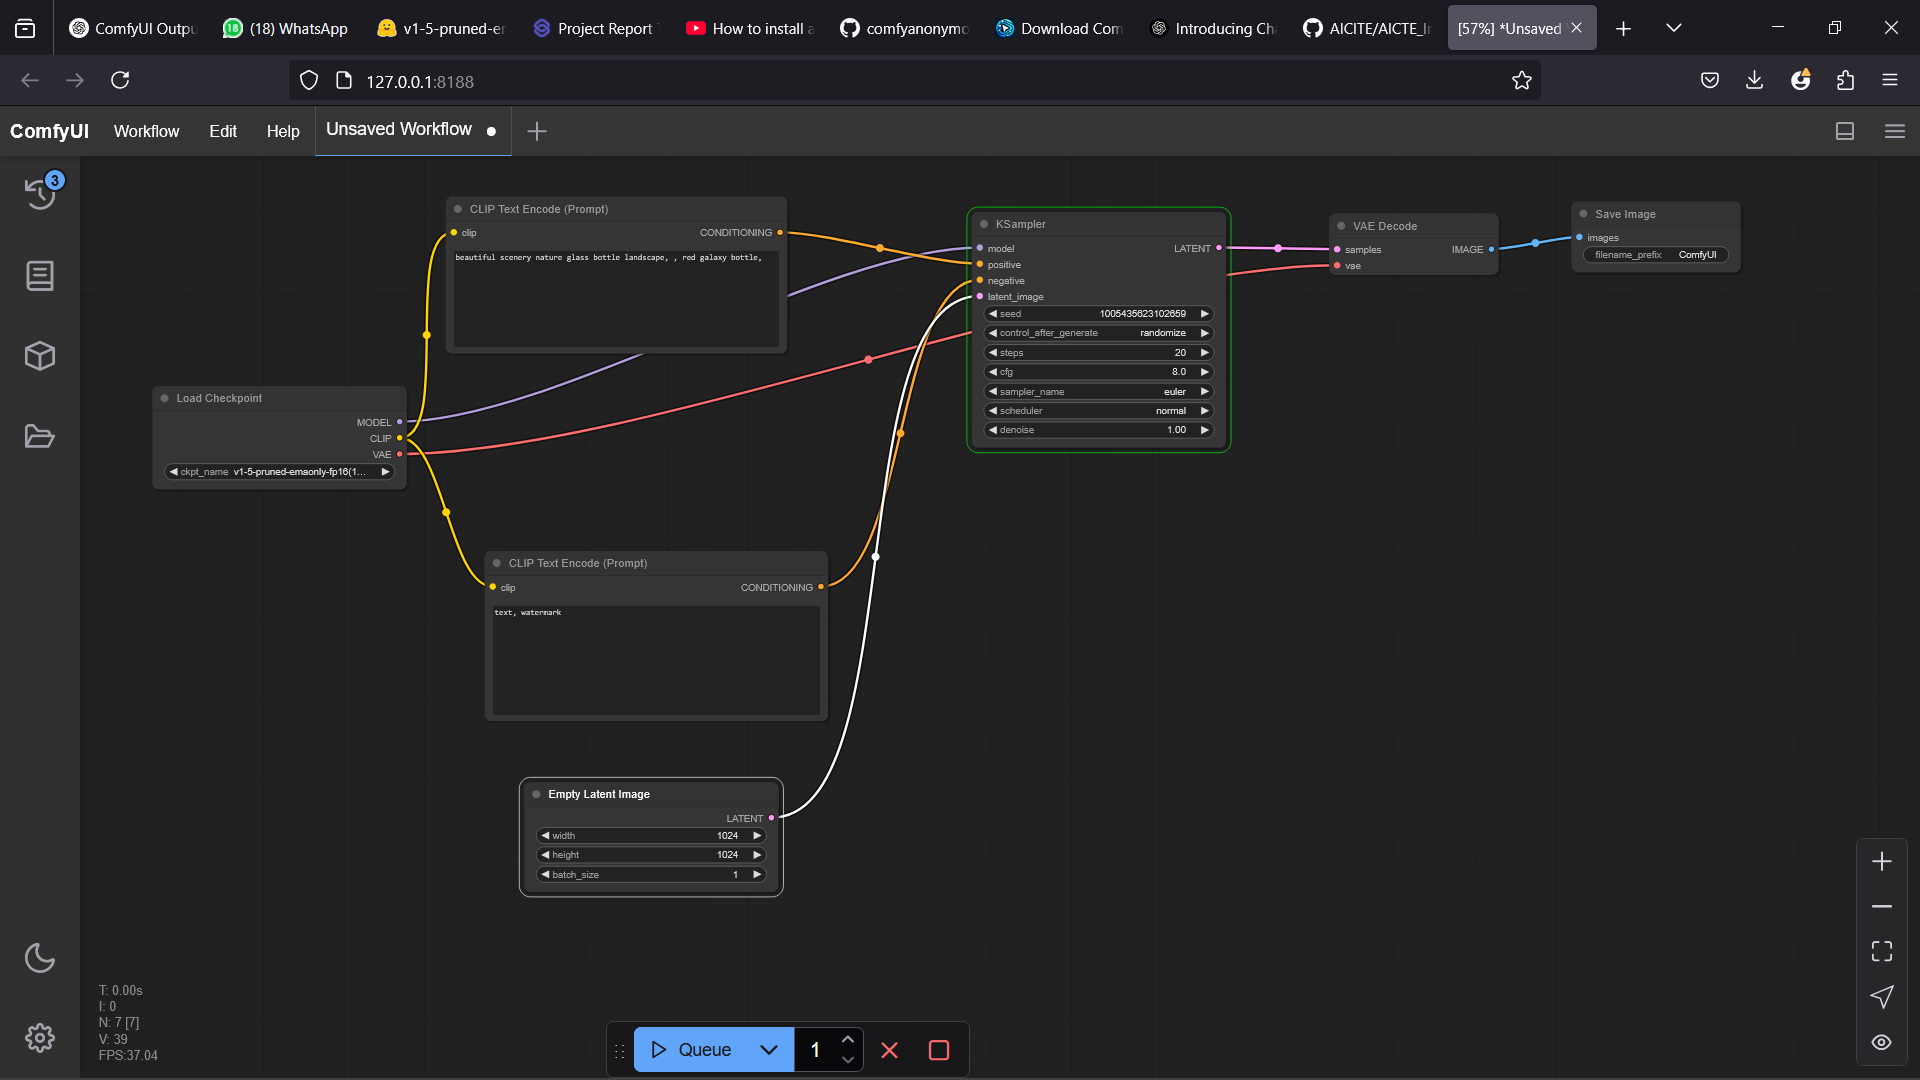 ComfyUI Outpu
(18) WhatsApp
v1-5-pruned-er
Project Report
How to install a
comfyanonymo
Download Com
Introducing Ch
AICITE/AICTE_Ir
[57%] *Unsaved
127.0.0.1:8188
ComfyUI
Workflow
Edit
Help
Unsaved Workflow
3
CLIP Text Encode (Prompt)
clip
CONDITIONING
beautiful scenery nature glass bottle landscape, , red galaxy bottle,
KSampler
model
LATENT
positive
negative
latent_image
seed 1005435623102659
control_after_generate randomize
steps 20
cfg 8.0
sampler_name euler
scheduler normal
denoise 1.00
VAE Decode
samples
IMAGE
vae
Save Image
images
filename_prefix ComfyUI
Load Checkpoint
MODEL
CLIP
VAE
ckpt_name v1-5-pruned-emaonly-fp16(1...
CLIP Text Encode (Prompt)
clip
CONDITIONING
text, watermark
Empty Latent Image
LATENT
width 1024
height 1024
batch_size 1
T: 0.00s
I: 0
N: 7 [7]
V: 39
FPS:37.04
Queue
1